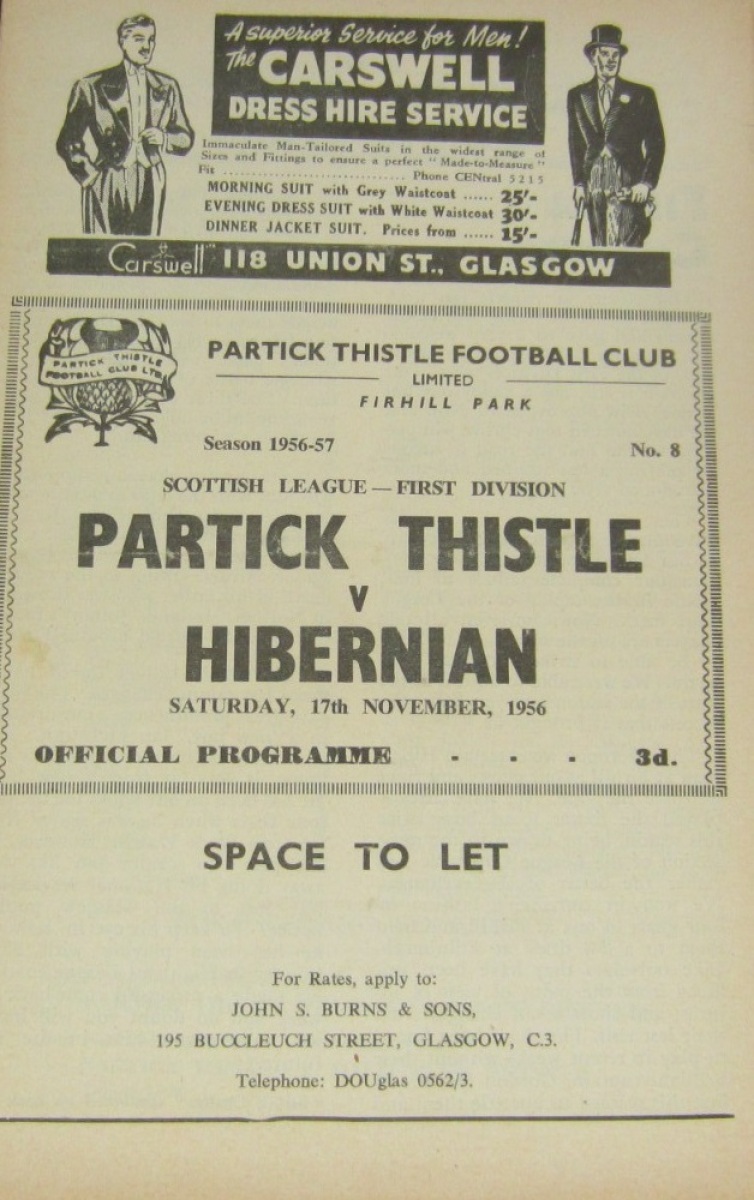 A superior Service for Men!
The CARSWELL
DRESS HIRE SERVICE
Immaculate Man-Tailored Suits in the widest range of
Sizes and Fittings to ensure a perfect "Made-to-Measure"
Fit .............................. Phone CENtral 5215
MORNING SUIT with Grey Waistcoat ...... 25'-
EVENING DRESS SUIT with White Waistcoat 30'-
DINNER JACKET SUIT. Prices from ...... 15'-
Carswell 118 UNION ST., GLASGOW
PARTICK THISTLE
FOOTBALL CLUB LTD
PARTICK THISTLE FOOTBALL CLUB
LIMITED
FIRHILL PARK
Season 1956-57 No. 8
SCOTTISH LEAGUE — FIRST DIVISION
PARTICK THISTLE
V
HIBERNIAN
SATURDAY, 17th NOVEMBER, 1956
OFFICIAL PROGRAMME - - - 3d.
SPACE TO LET
For Rates, apply to:
JOHN S. BURNS & SONS,
195 BUCCLEUCH STREET, GLASGOW, C.3.
Telephone: DOUglas 0562/3.